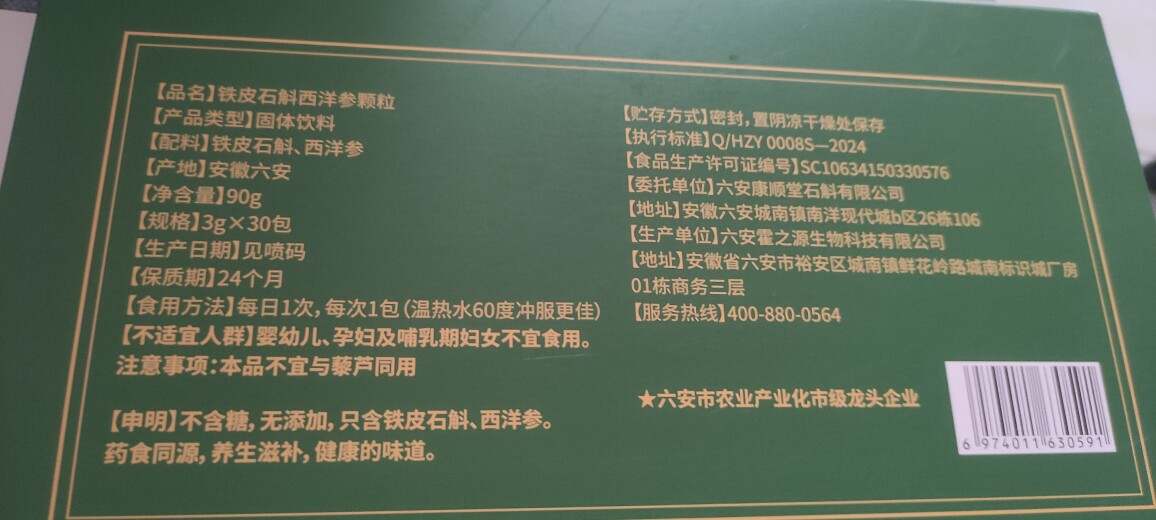 【品名】铁皮石斛西洋参颗粒
【产品类型】固体饮料
【配料】铁皮石斛、西洋参
【产地】安徽六安
【净含量】90g
【规格】3g×30包
【生产日期】见喷码
【保质期】24个月
【食用方法】每日1次，每次1包（温热水60度冲服更佳）
【不适宜人群】婴幼儿、孕妇及哺乳期妇女不宜食用。
注意事项：本品不宜与藜芦同用
【申明】不含糖，无添加，只含铁皮石斛、西洋参。
药食同源，养生滋补，健康的味道。
【贮存方式】密封，置阴凉干燥处保存
【执行标准】Q/HZY 0008S—2024
【食品生产许可证编号】SC10634150330576
【委托单位】六安康顺堂石斛有限公司
【地址】安徽六安城南镇南洋现代城b区26栋106
【生产单位】六安霍之源生物科技有限公司
【地址】安徽省六安市裕安区城南镇鲜花岭路城南标识城厂房
01栋商务三层
【服务热线】400-880-0564
★六安市农业产业化市级龙头企业
6 974011 630591